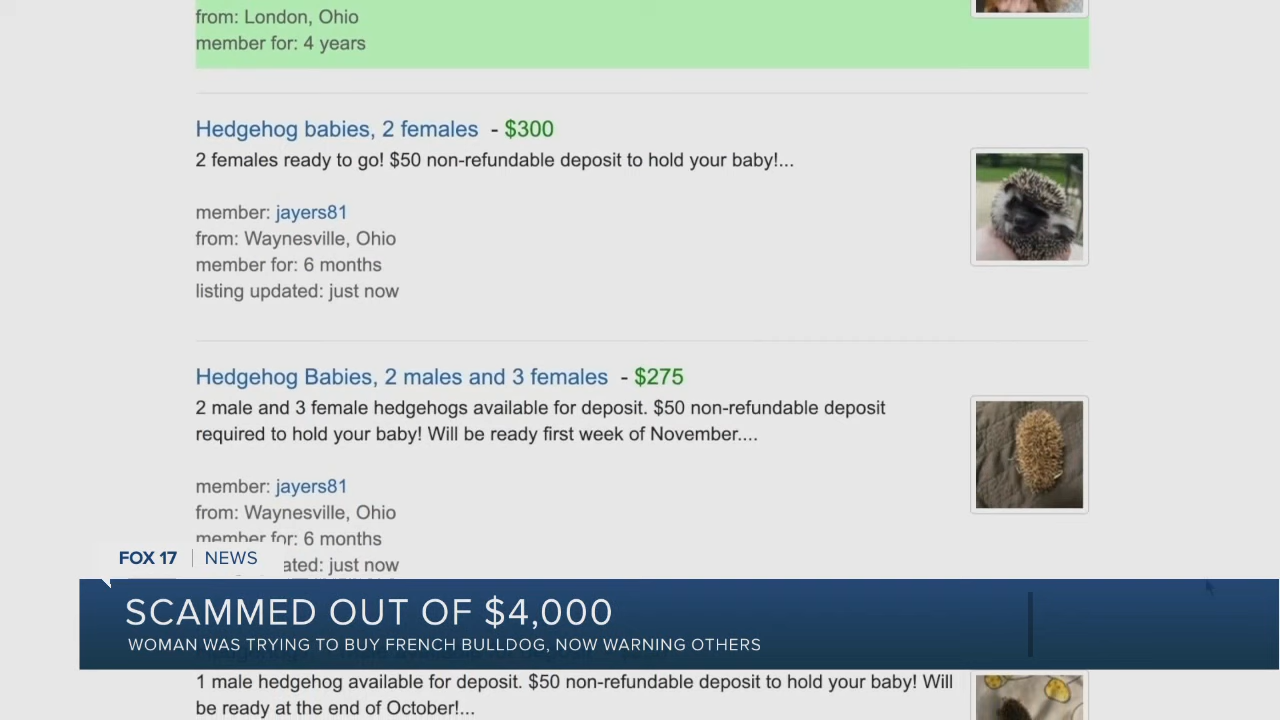 from: London, Ohio
member for: 4 years
Hedgehog babies, 2 females - $300
2 females ready to go! $50 non-refundable deposit to hold your baby!...
member: jayers81
from: Waynesville, Ohio
member for: 6 months
listing updated: just now
Hedgehog Babies, 2 males and 3 females - $275
2 male and 3 female hedgehogs available for deposit. $50 non-refundable deposit
required to hold your baby! Will be ready first week of November....
member: jayers81
from: Waynesville, Ohio
member for: 6 months
ated: just now
FOX 17 | NEWS
SCAMMED OUT OF $4,000
WOMAN WAS TRYING TO BUY FRENCH BULLDOG, NOW WARNING OTHERS
1 male hedgehog available for deposit. $50 non-refundable deposit to hold your baby! Will
be ready at the end of October!...